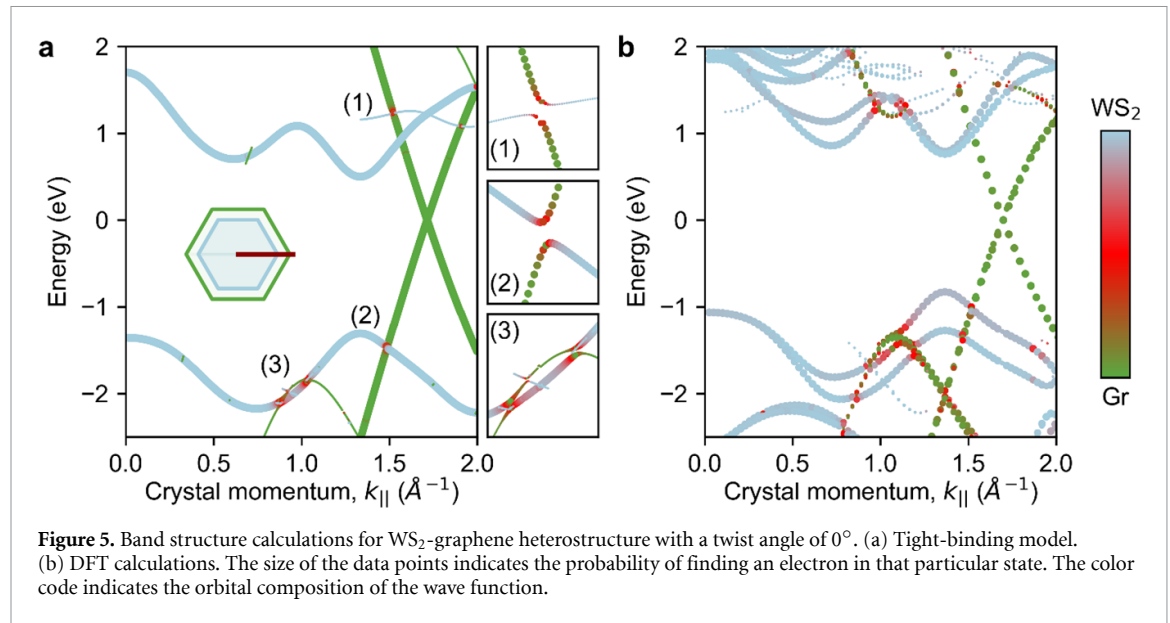 a
b
2
1
0
−1
−2
Energy (eV)
0.0
0.5
1.0
1.5
2.0
Crystal momentum, k|| (Å−1)
(1)
(2)
(3)
(1)
(2)
(3)
2
1
0
−1
−2
Energy (eV)
0.0
0.5
1.0
1.5
2.0
Crystal momentum, k|| (Å−1)
WS2
Gr
Figure 5. Band structure calculations for WS2-graphene heterostructure with a twist angle of 0°. (a) Tight-binding model.
(b) DFT calculations. The size of the data points indicates the probability of finding an electron in that particular state. The color
code indicates the orbital composition of the wave function.